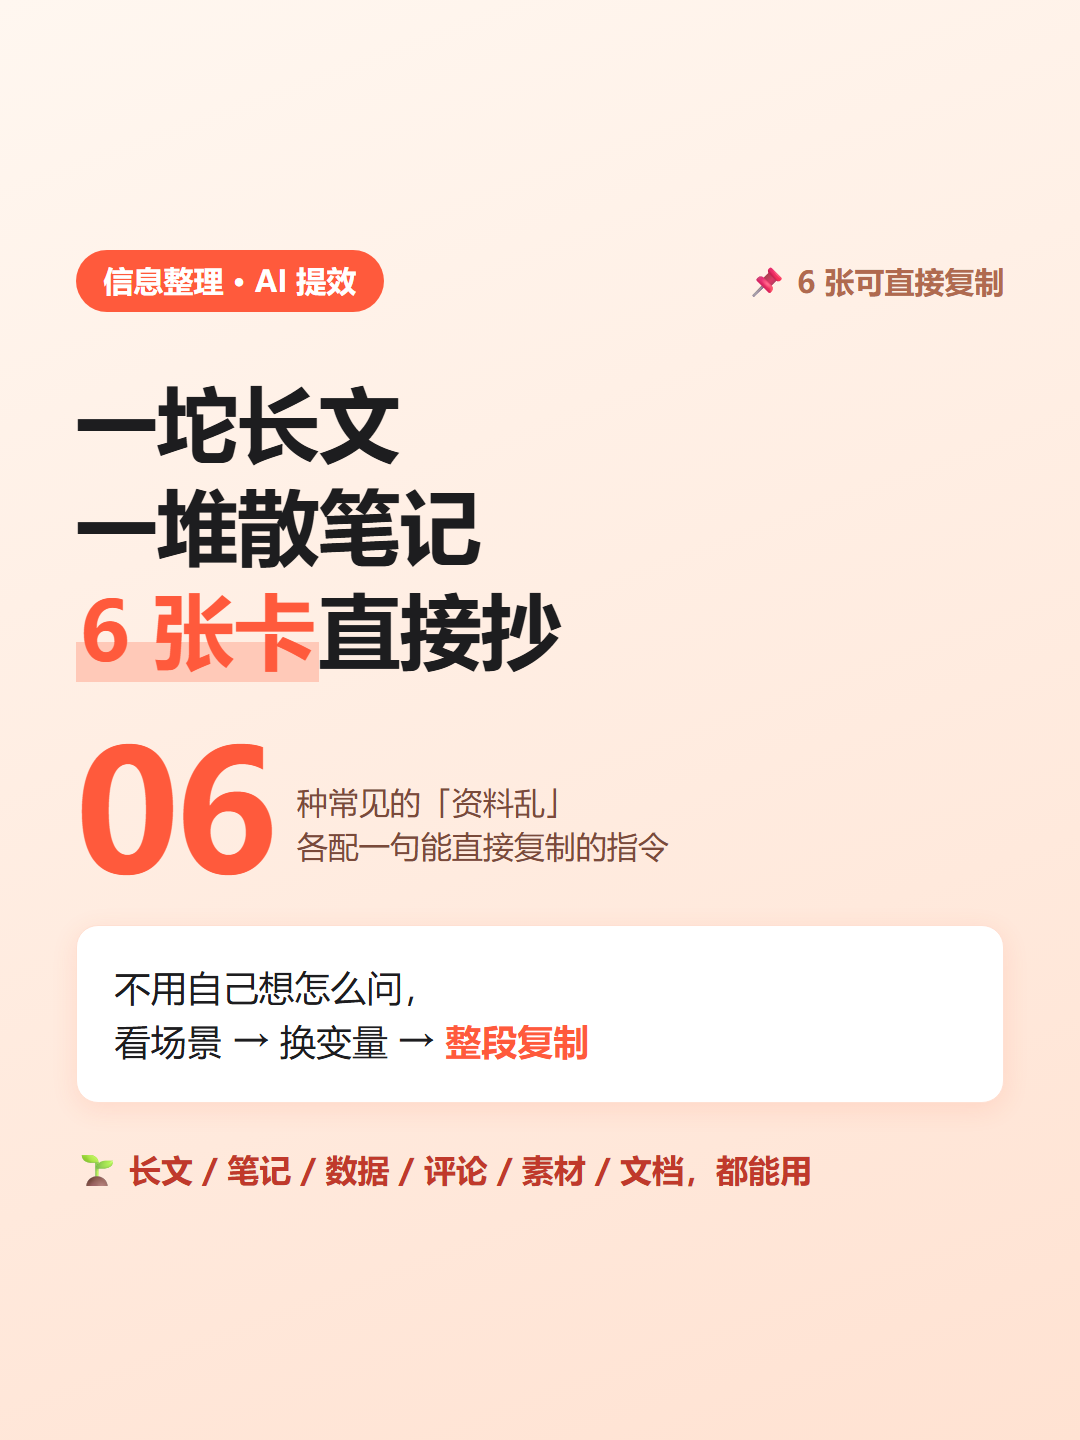 信息整理 · AI 提效
📌 6 张可直接复制
一坨长文
一堆散笔记
6 张卡直接抄
06
种常见的「资料乱」
各配一句能直接复制的指令
不用自己想怎么问，
看场景 → 换变量 → 整段复制
🌱 长文 / 笔记 / 数据 / 评论 / 素材 / 文档，都能用